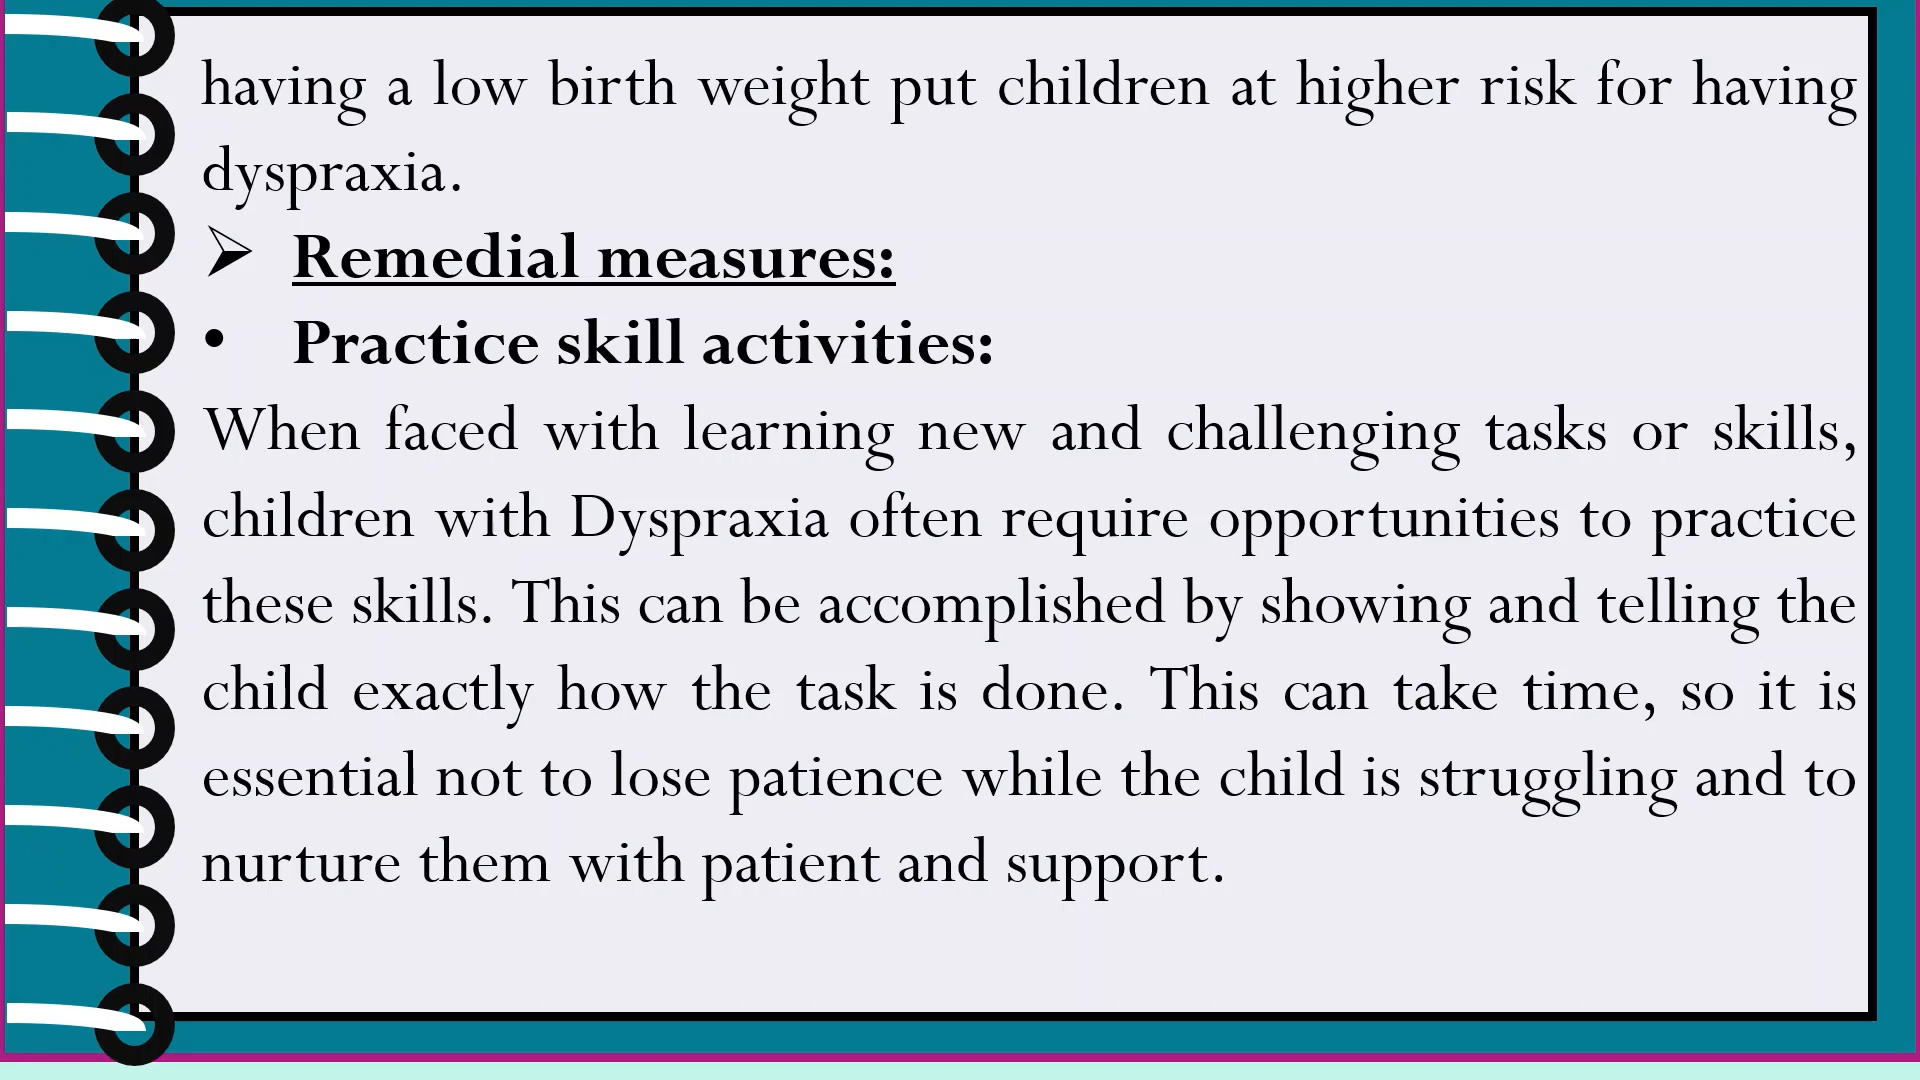 having a low birth weight put children at higher risk for having
dyspraxia.
➢ Remedial measures:
• Practice skill activities:
When faced with learning new and challenging tasks or skills,
children with Dyspraxia often require opportunities to practice
these skills. This can be accomplished by showing and telling the
child exactly how the task is done. This can take time, so it is
essential not to lose patience while the child is struggling and to
nurture them with patient and support.